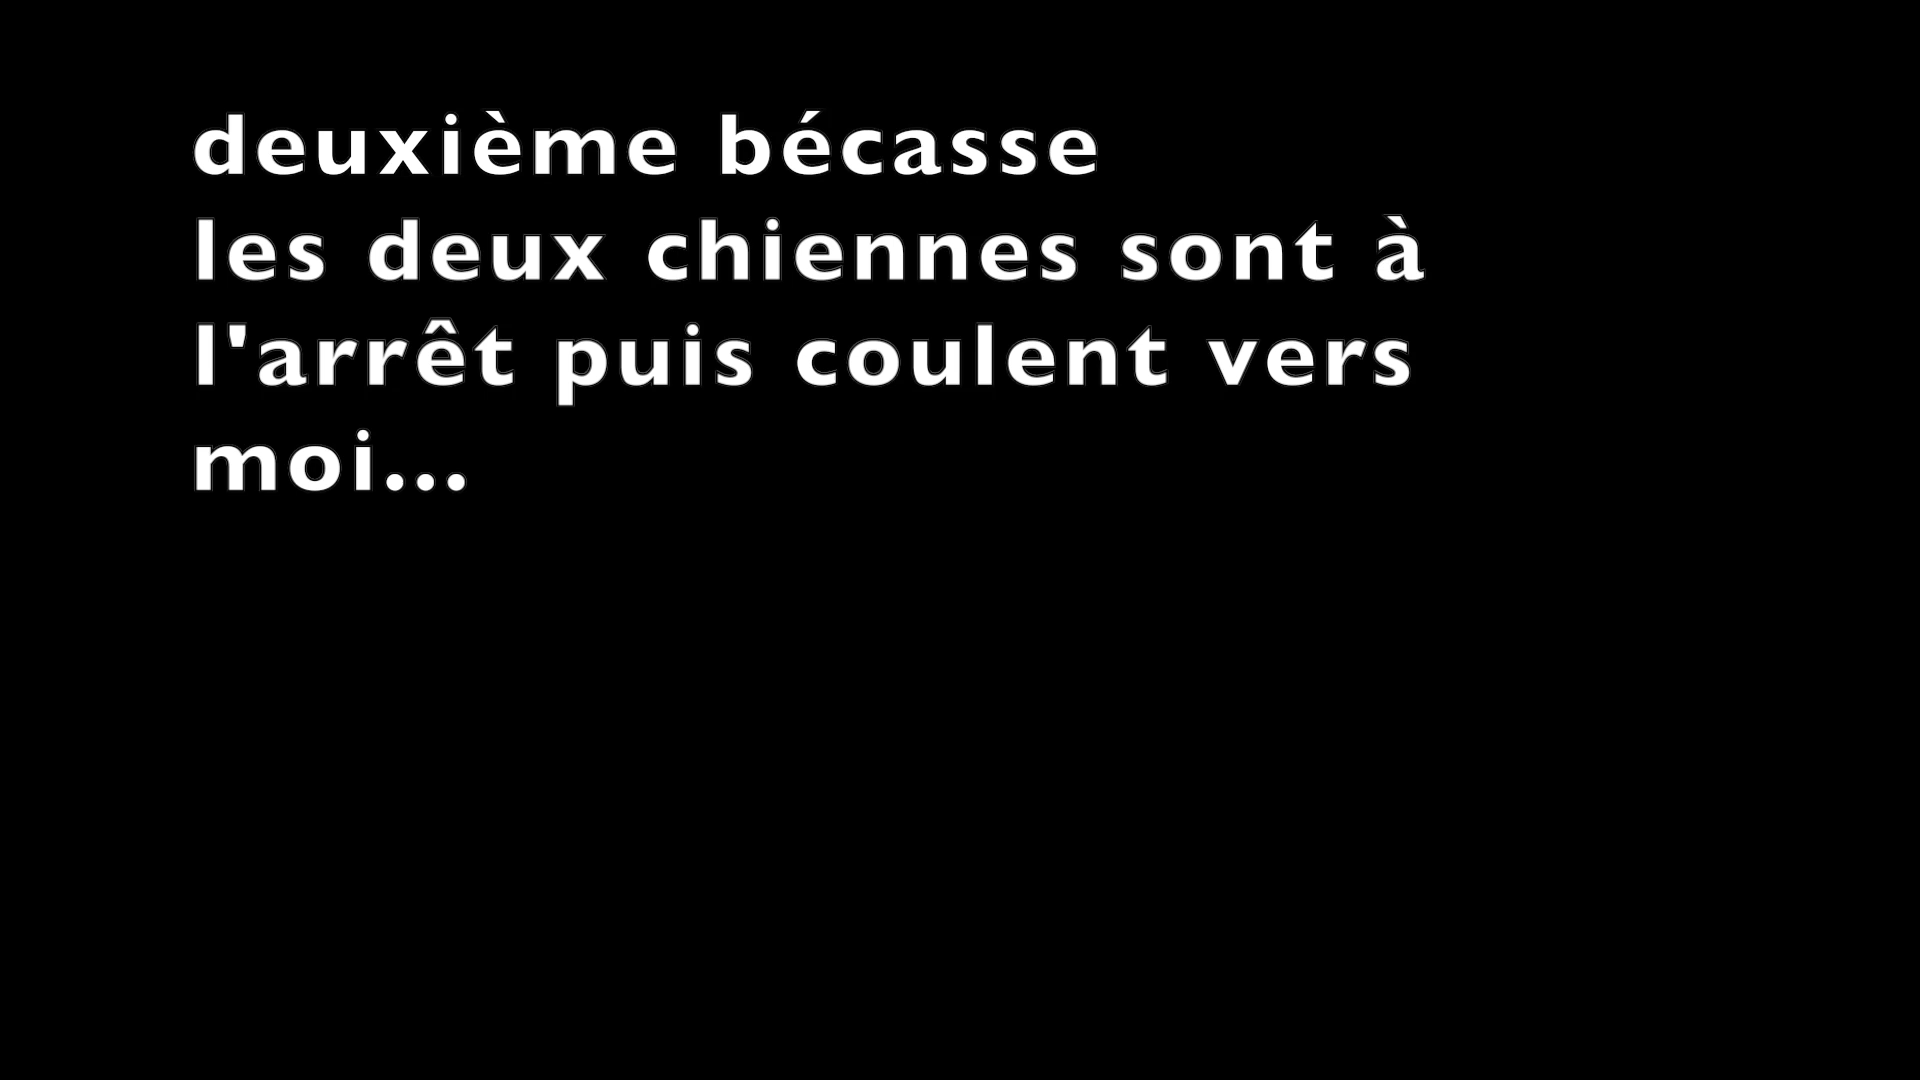 deuxième bécasse
les deux chiennes sont à
l'arrêt puis coulent vers
moi...